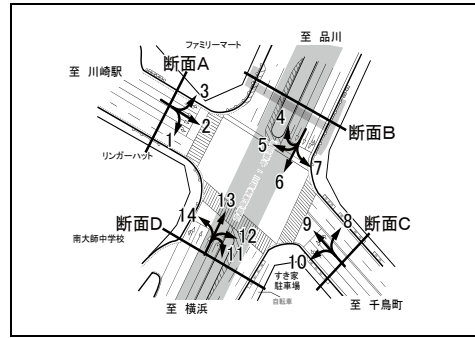 ファミリーマート
至 品川
断面A
至 川崎駅
3
2
1
リンガーハット
断面B
4
5
6
7
13
14
断面D
12
11
南大師中学校
8
9
10
断面C
すき家
駐車場
自転車
至 横浜
至 千鳥町